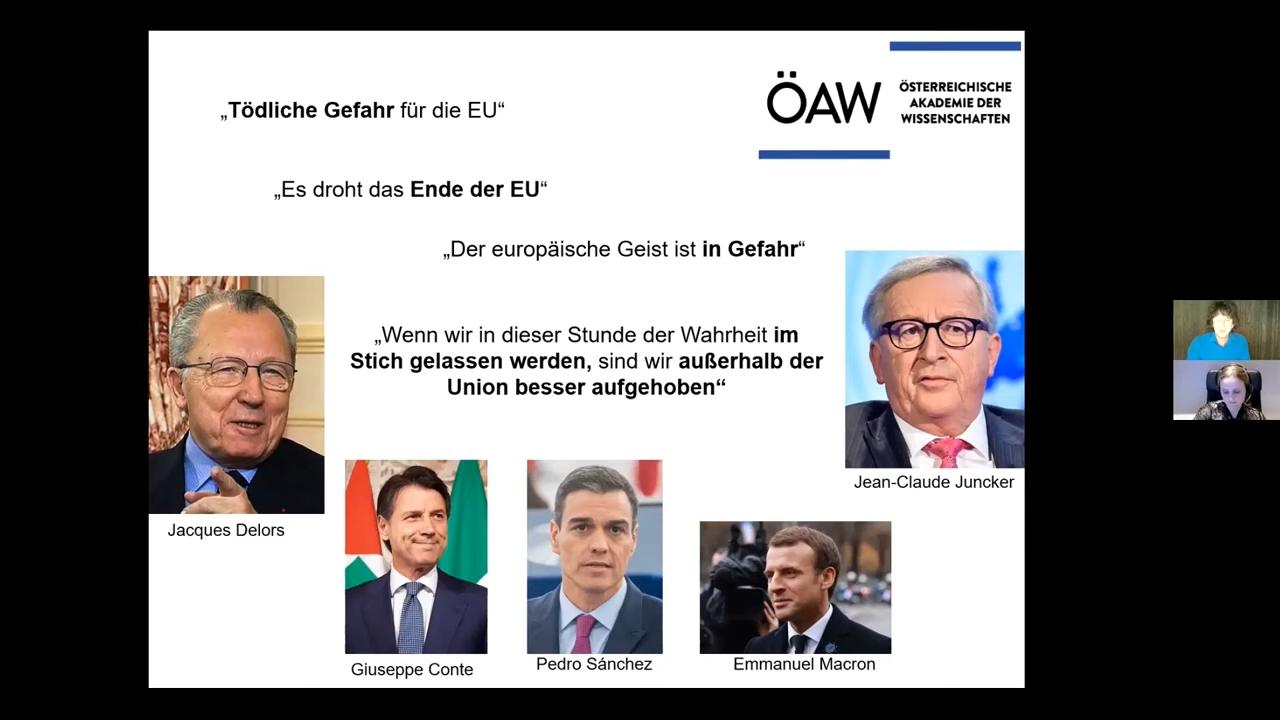 „Tödliche Gefahr für die EU“
ÖAW
ÖSTERREICHISCHE
AKADEMIE DER
WISSENSCHAFTEN
„Es droht das Ende der EU“
„Der europäische Geist ist in Gefahr“
„Wenn wir in dieser Stunde der Wahrheit im
Stich gelassen werden, sind wir außerhalb der
Union besser aufgehoben“
Jean-Claude Juncker
Jacques Delors
Giuseppe Conte
Pedro Sánchez
Emmanuel Macron